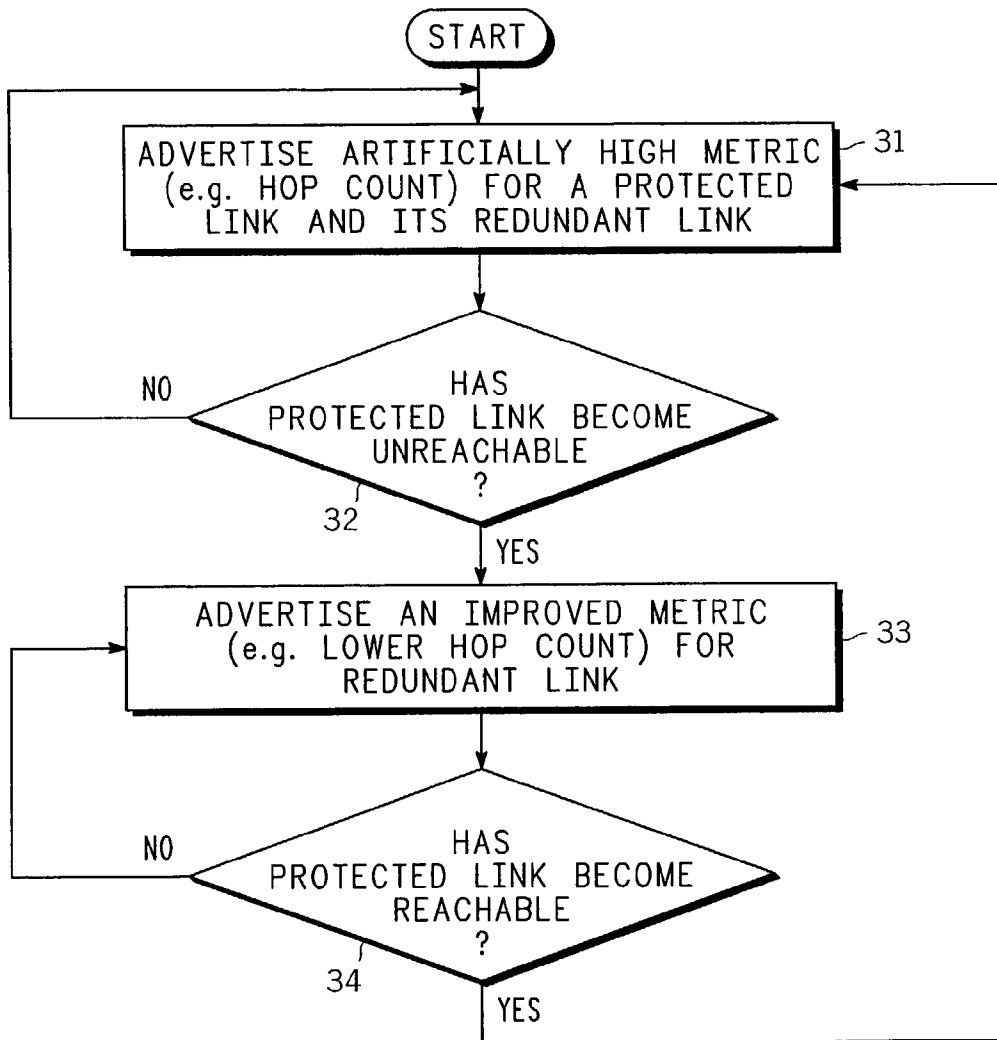 START
ADVERTISE ARTIFICIALLY HIGH METRIC
(e.g. HOP COUNT) FOR A PROTECTED
LINK AND ITS REDUNDANT LINK
31
NO
HAS
PROTECTED LINK BECOME
UNREACHABLE
?
32
YES
ADVERTISE AN IMPROVED METRIC
(e.g. LOWER HOP COUNT) FOR
REDUNDANT LINK
33
NO
HAS
PROTECTED LINK BECOME
REACHABLE
?
34
YES